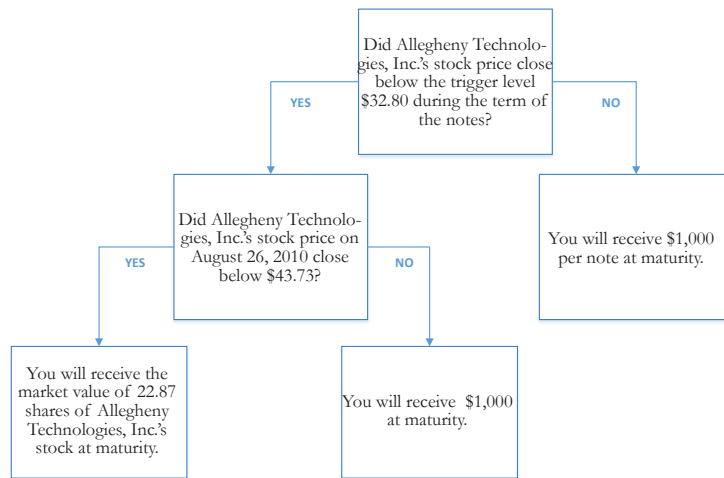 Did Allegheny Technolo-
gies, Inc.'s stock price close
below the trigger level
$32.80 during the term of
the notes?
YES
NO
Did Allegheny Technolo-
gies, Inc.'s stock price on
August 26, 2010 close
below $43.73?
You will receive $1,000
per note at maturity.
YES
NO
You will receive the
market value of 22.87
shares of Allegheny
Technologies, Inc.'s
stock at maturity.
You will receive $1,000
at maturity.